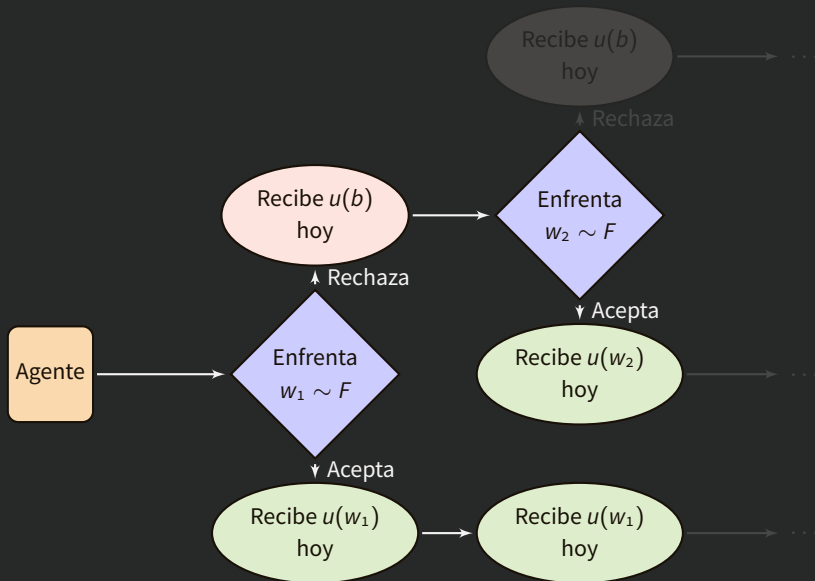 Recibe u(b)
hoy
Rechaza
Recibe u(b)
hoy
Enfrenta
w₂ ∼ F
Rechaza
Acepta
Agente
Enfrenta
w₁ ∼ F
Recibe u(w₂)
hoy
Acepta
Recibe u(w₁)
hoy
Recibe u(w₁)
hoy